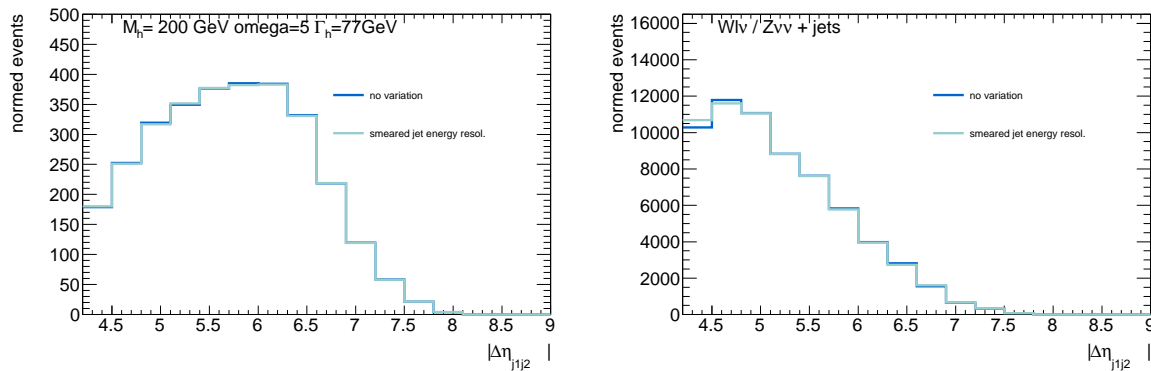 normed events
M_h= 200 GeV omega=5 Γ_h=77GeV
no variation
smeared jet energy resol.
400
450
500
350
300
250
200
150
100
50
0
4.5 5 5.5 6 6.5 7 7.5 8 8.5 9
|Δη_j1j2 |
normed events
Wlν / Zνν + jets
no variation
smeared jet energy resol.
16000
14000
12000
10000
8000
6000
4000
2000
0
4.5 5 5.5 6 6.5 7 7.5 8 8.5 9
|Δη_j1j2 |